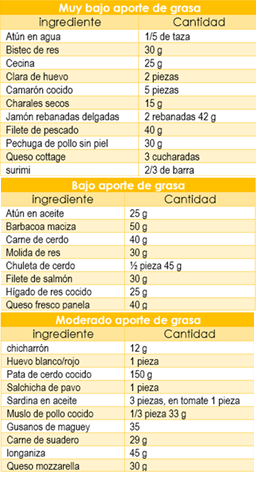 Muy bajo aporte de grasa
ingrediente Cantidad
Atún en agua 1/5 de taza
Bistec de res 30 g
Cecina 25 g
Clara de huevo 2 piezas
Camarón cocido 5 piezas
Charales secos 15 g
Jamón rebanadas delgadas 2 rebanadas 42 g
Filete de pescado 40 g
Pechuga de pollo sin piel 30 g
Queso cottage 3 cucharadas
surimi 2/3 de barra
Bajo aporte de grasa
ingrediente Cantidad
Atún en aceite 25 g
Barbacoa maciza 50 g
Carne de cerdo 40 g
Molida de res 30 g
Chuleta de cerdo ½ pieza 45 g
Filete de salmón 30 g
Hígado de res cocido 25 g
Queso fresco panela 40 g
Moderado aporte de grasa
ingrediente Cantidad
chicharrón 12 g
Huevo blanco/rojo 1 pieza
Pata de cerdo cocido 150 g
Salchicha de pavo 1 pieza
Sardina en aceite 3 piezas, en tomate 1 pieza
Muslo de pollo cocido 1/3 pieza 33 g
Gusanos de maguey 35
Carne de suadero 29 g
longaniza 45 g
Queso mozzarella 30 g